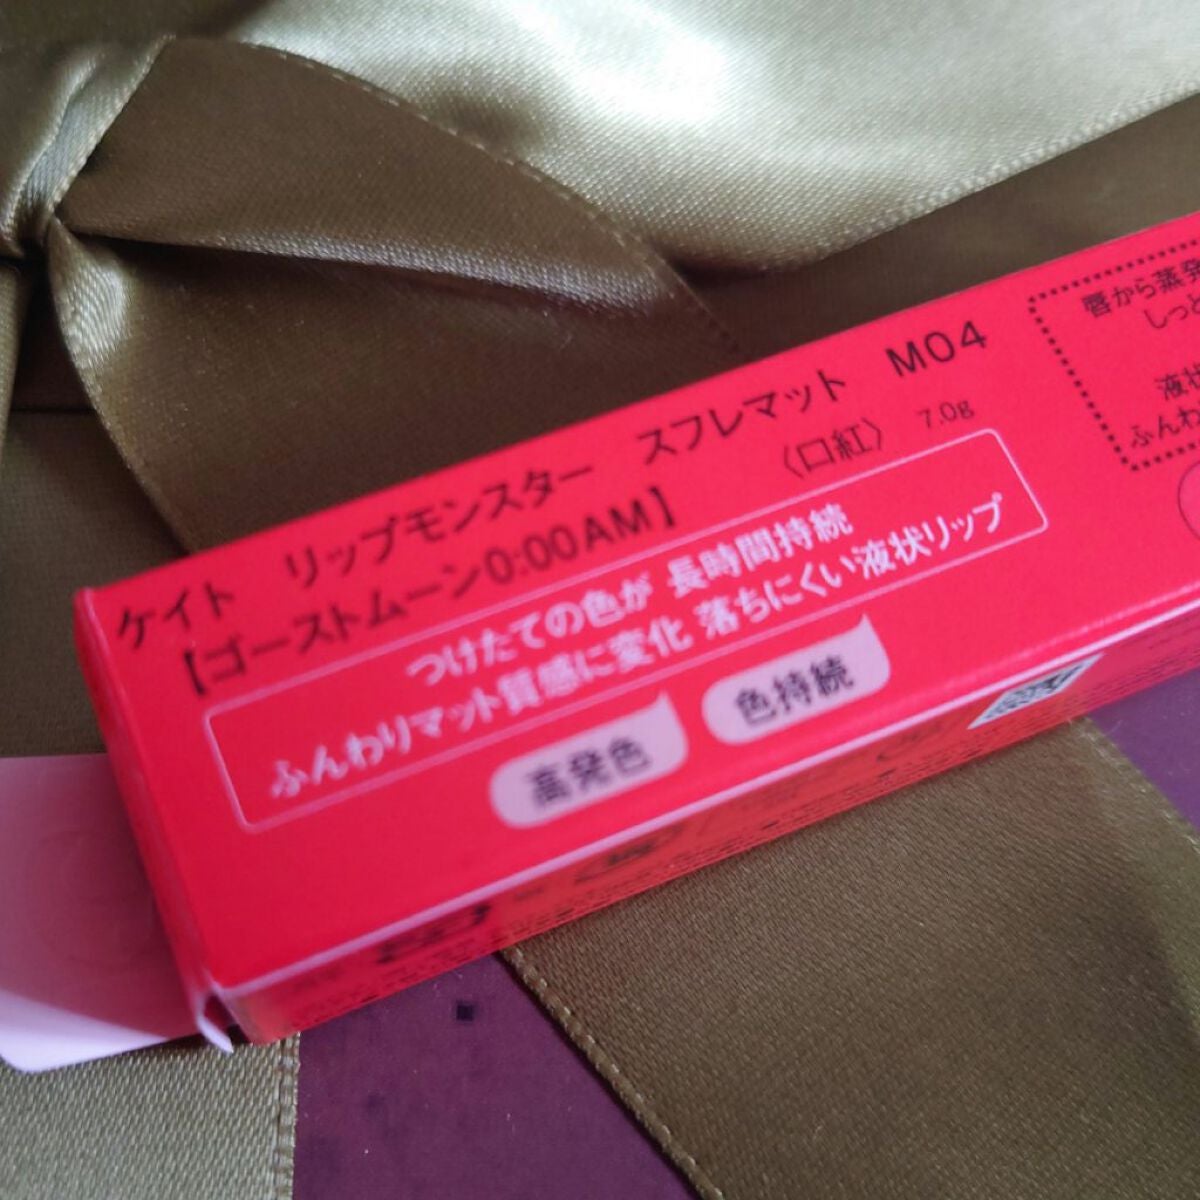 ケイト リップモンスター スフレマット M04
【ゴーストムーン0:00AM】 〈口紅〉 7.0g
つけたての色が 長時間持続
ふんわりマット質感に変化 落ちにくい液状リップ
高発色 色持続
唇から蒸発
しっと
液状
ふんわ